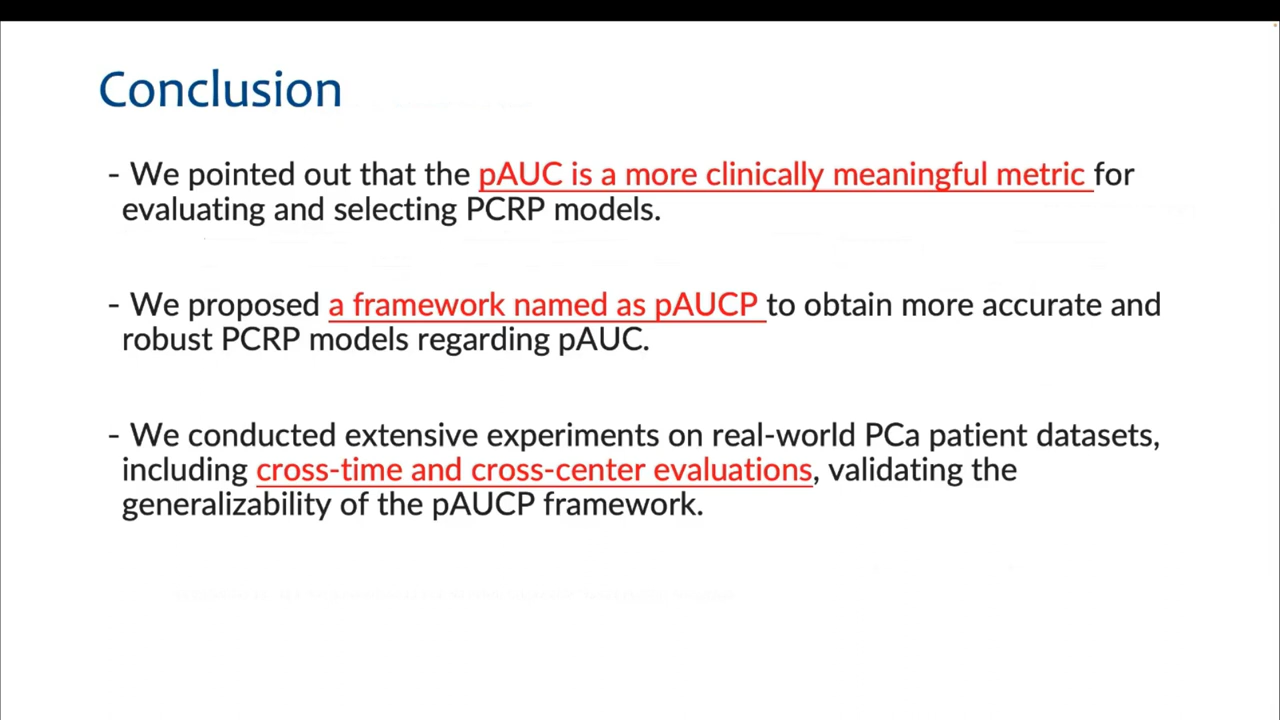 Conclusion
- We pointed out that the pAUC is a more clinically meaningful metric for
evaluating and selecting PCRP models.
- We proposed a framework named as pAUCP to obtain more accurate and
robust PCRP models regarding pAUC.
- We conducted extensive experiments on real-world PCa patient datasets,
including cross-time and cross-center evaluations, validating the
generalizability of the pAUCP framework.